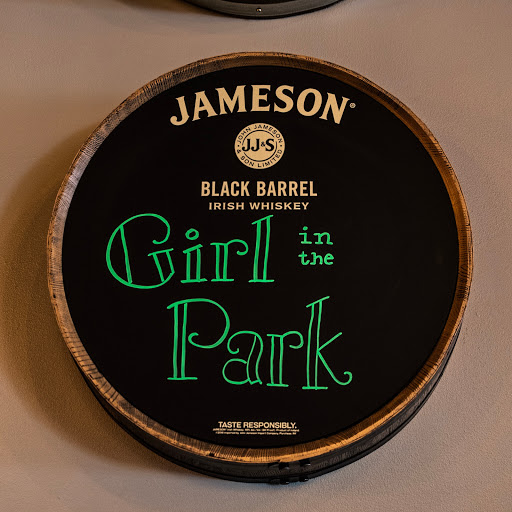 JAMESON®
JOHN JAMESON
JJ&S
& SON LIMITED
BLACK BARREL
IRISH WHISKEY
Girl in
the
Park
TASTE RESPONSIBLY.